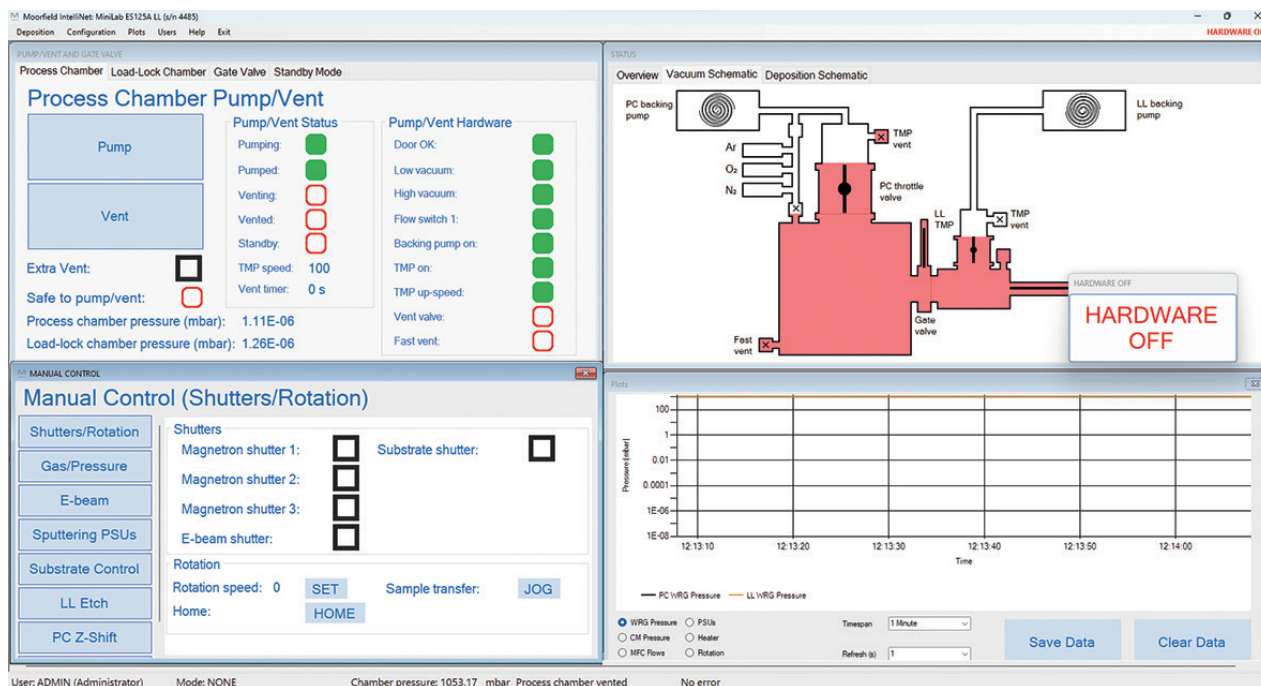 Moorfield IntelliNet: MiniLab ES125A LL (s/n 4485)
Deposition Configuration Plots Users Help Exit
HARDWARE OF
PUMP/VENT AND GATE VALVE
Process Chamber Load-Lock Chamber Gate Valve Standby Mode
Process Chamber Pump/Vent
Pump
Vent
Extra Vent:
Safe to pump/vent:
Process chamber pressure (mbar): 1.11E-06
Load-lock chamber pressure (mbar): 1.26E-06
Pump/Vent Status
Pumping:
Pumped:
Venting:
Vented:
Standby:
TMP speed: 100
Vent timer: 0 s
Pump/Vent Hardware
Door OK:
Low vacuum:
High vacuum:
Flow switch 1:
Backing pump on:
TMP on:
TMP up-speed:
Vent valve:
Fast vent:
STATUS
Overview Vacuum Schematic Deposition Schematic
PC backing
pump
LL backing
pump
TMP
vent
Ar
O₂
N₂
PC throttle
valve
LL
TMP
TMP
vent
Gate
valve
Fast
vent
HARDWARE OFF
HARDWARE
OFF
MANUAL CONTROL
Manual Control (Shutters/Rotation)
Shutters/Rotation
Gas/Pressure
E-beam
Sputtering PSUs
Substrate Control
LL Etch
PC Z-Shift
Shutters
Magnetron shutter 1:
Substrate shutter:
Magnetron shutter 2:
Magnetron shutter 3:
E-beam shutter:
Rotation
Rotation speed: 0 SET
Sample transfer: JOG
Home: HOME
Plots
Pressure (mbar)
100
1
0.01
0.0001
1E-06
1E-08
12:13:10 12:13:20 12:13:30 12:13:40 12:13:50 12:14:00
Time
PC WRG Pressure LL WRG Pressure
WRG Pressure PSUs
CM Pressure Heater
MFC Flows Rotation
Timespan 1 Minute
Refresh (s) 1
Save Data
Clear Data
User: ADMIN (Administrator) Mode: NONE Chamber pressure: 1053.17 mbar Process chamber vented No error